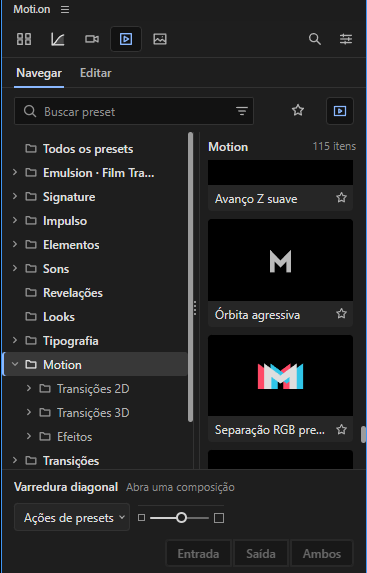 Moti.on
Navegar
Editar
Buscar preset
Todos os presets
Emulsion · Film Tra...
Signature
Impulso
Elementos
Sons
Revelações
Looks
Tipografia
Motion
Transições 2D
Transições 3D
Efeitos
Transições
Motion
115 itens
Avanço Z suave
M
Órbita agressiva
M
Separação RGB pre...
Varredura diagonal
Abra uma composição
Ações de presets
Entrada
Saída
Ambos